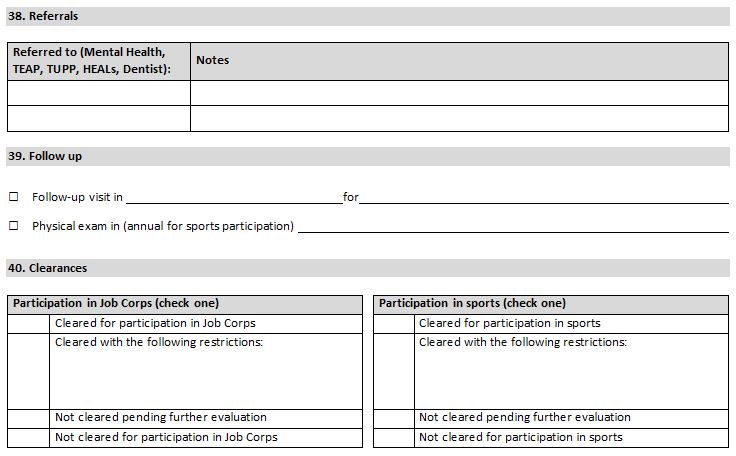 38. Referrals
Referred to (Mental Health,
TEAP, TUPP, HEALs, Dentist):
Notes
39. Follow up
☐ Follow-up visit in ______ for ______
☐ Physical exam in (annual for sports participation) ______
40. Clearances
Participation in Job Corps (check one)
Cleared for participation in Job Corps
Cleared with the following restrictions:
Not cleared pending further evaluation
Not cleared for participation in Job Corps
Participation in sports (check one)
Cleared for participation in sports
Cleared with the following restrictions:
Not cleared pending further evaluation
Not cleared for participation in sports